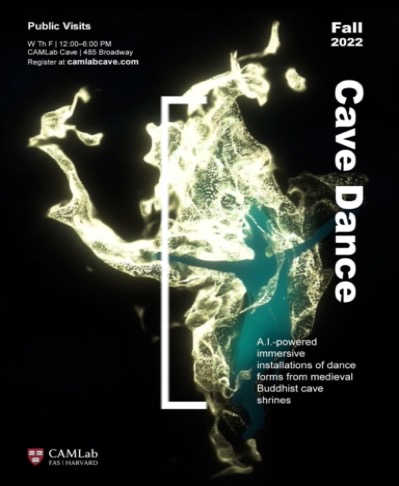 Public Visits
W Th F | 12:00–6:00 PM
CAMLab Cave | 485 Broadway
Register at camlabcave.com
Fall
2022
Cave Dance
A.I.-powered
immersive
installations of dance
forms from medieval
Buddhist cave
shrines
CAMLab
FAS | HARVARD